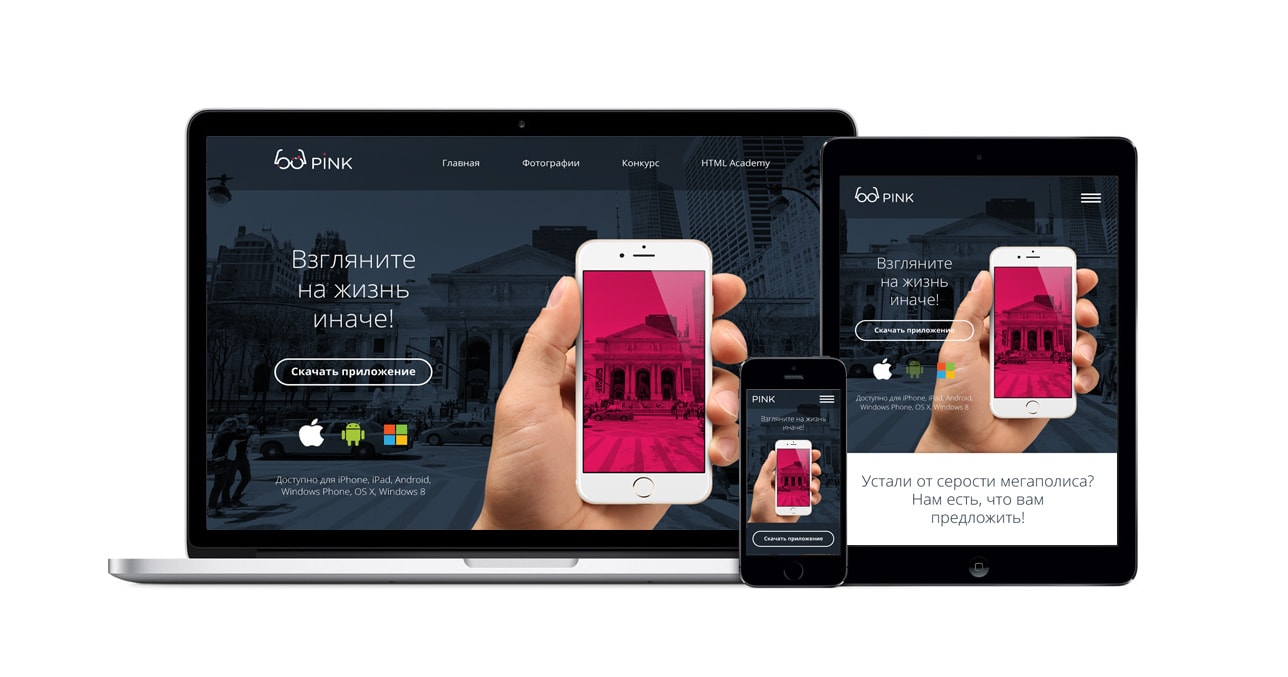 PINK
Главная
Фотографии
Конкурс
HTML Academy
Взгляните
на жизнь
иначе!
Скачать приложение
Доступно для iPhone, iPad, Android,
Windows Phone, OS X, Windows 8
PINK
Взгляните на жизнь
иначе!
Скачать приложение
PINK
Взгляните
на жизнь
иначе!
Скачать приложение
Доступно для iPhone, iPad, Android,
Windows Phone, OS X, Windows 8
Устали от серости мегаполиса?
Нам есть, что вам
предложить!